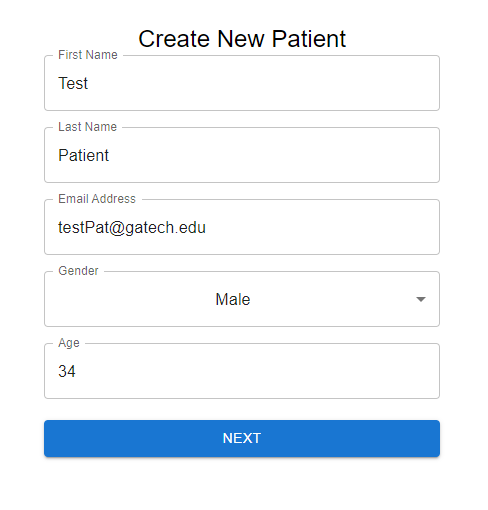 Create New Patient
First Name
Test
Last Name
Patient
Email Address
testPat@gatech.edu
Gender
Male
Age
34
NEXT